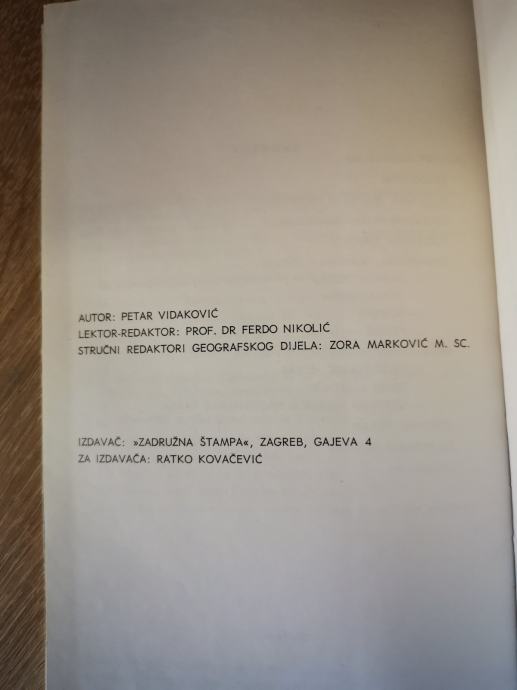 AUTOR: PETAR VIDAKOVIĆ
LEKTOR-REDAKTOR: PROF. DR FERDO NIKOLIĆ
STRUČNI REDAKTORI GEOGRAFSKOG DIJELA: ZORA MARKOVIĆ M. SC.
IZDAVAČ: »ZADRUŽNA ŠTAMPA«, ZAGREB, GAJEVA 4
ZA IZDAVAČA: RATKO KOVAČEVIĆ